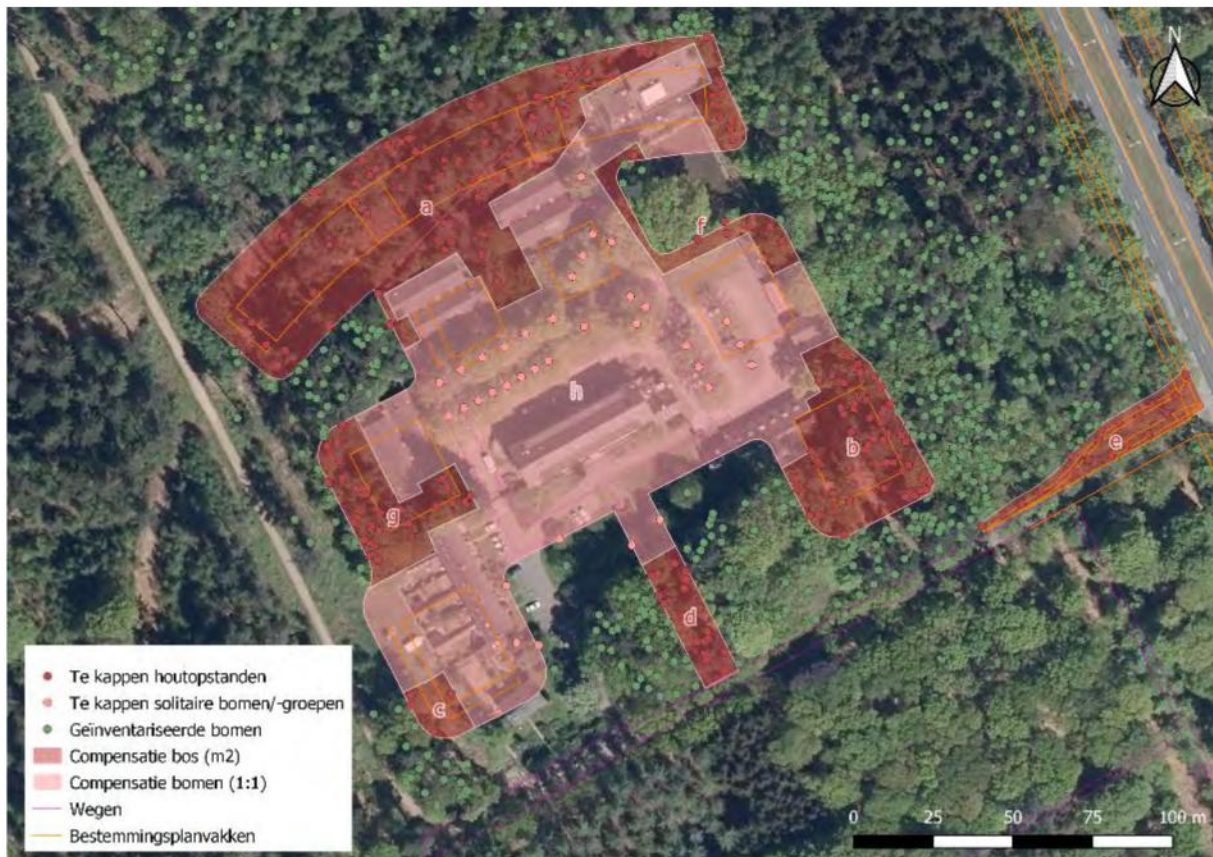 N
a
f
h
b
e
g
d
c
Te kappen houtopstanden
Te kappen solitaire bomen/-groepen
Geïnventariseerde bomen
Compensatie bos (m2)
Compensatie bomen (1:1)
Wegen
Bestemmingsplanvakken
0 25 50 75 100 m